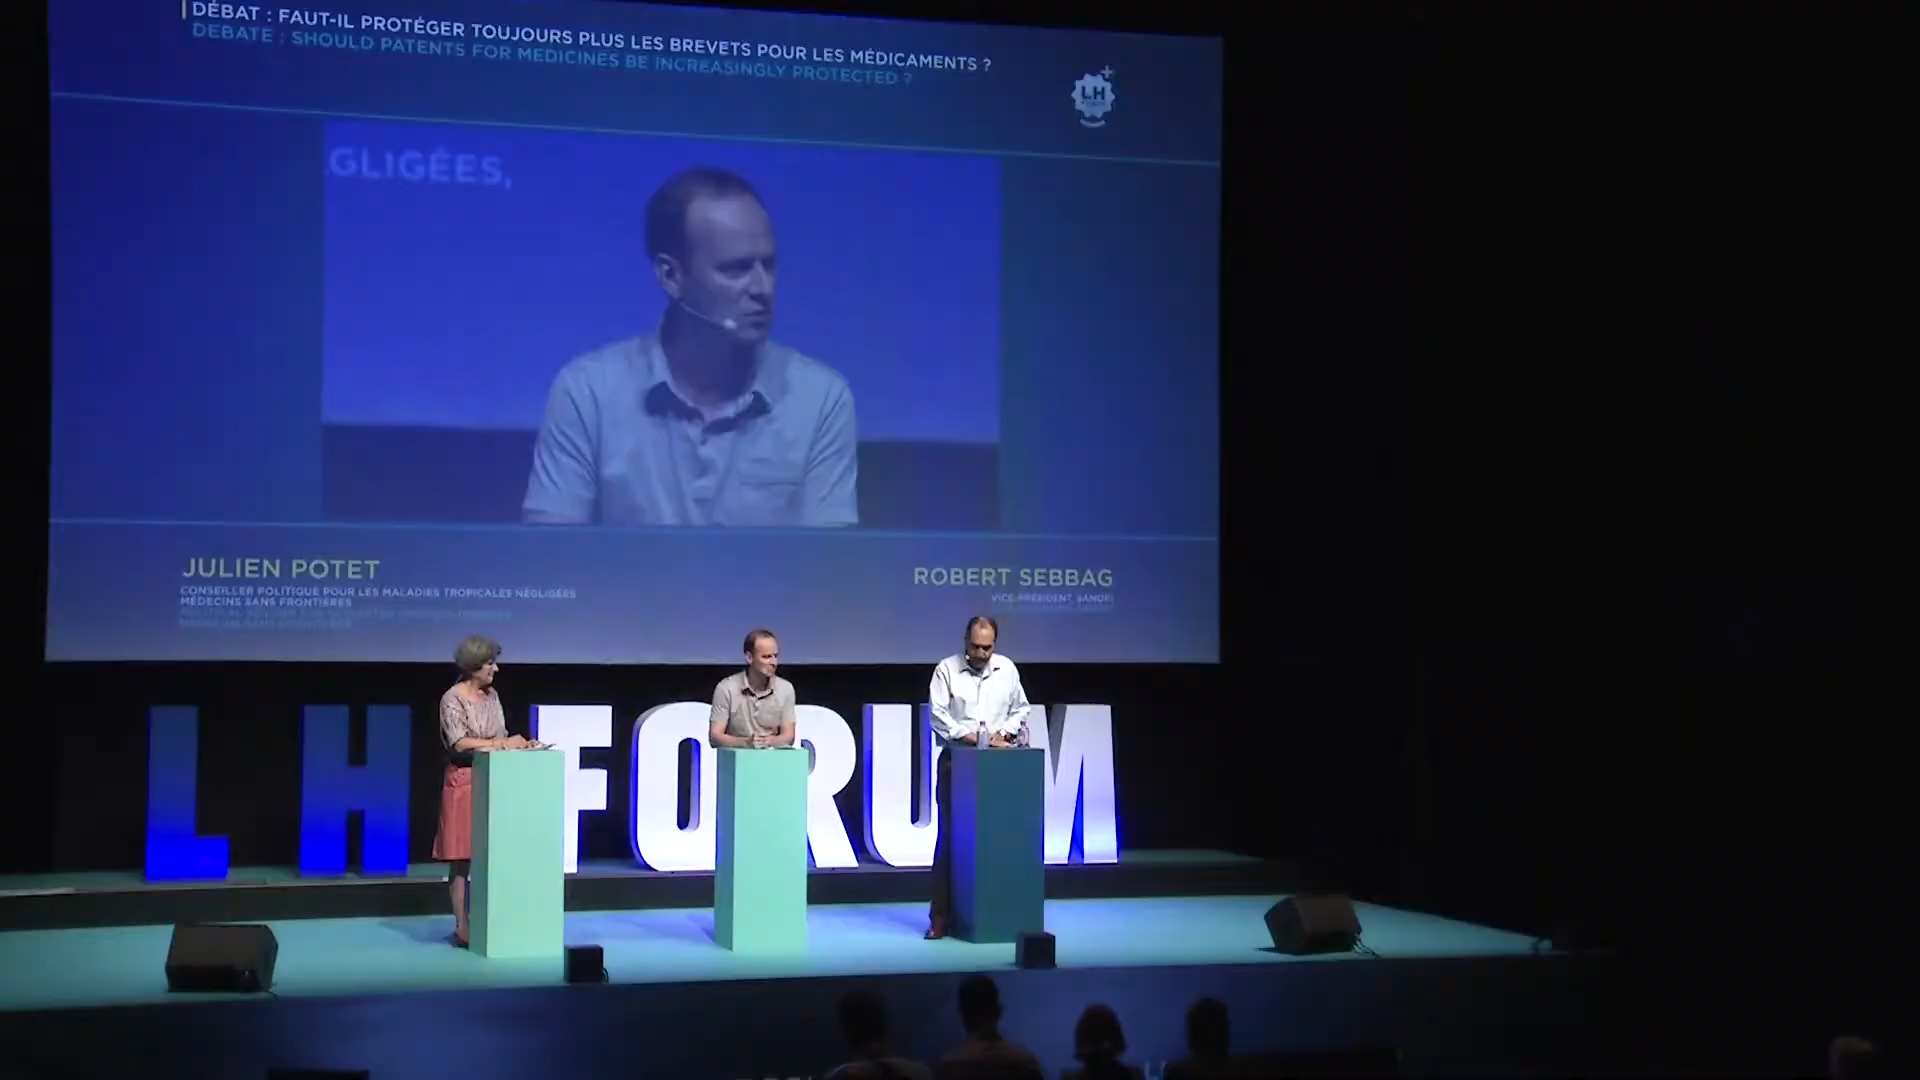 DÉBAT : FAUT-IL PROTÉGER TOUJOURS PLUS LES BREVETS POUR LES MÉDICAMENTS ?
DEBATE : SHOULD PATENTS FOR MEDICINES BE INCREASINGLY PROTECTED ?
LH
GLIGÉES,
JULIEN POTET
CONSEILLER POLITIQUE POUR LES MALADIES TROPICALES NÉGLIGÉES
MÉDECINS SANS FRONTIÈRES
ROBERT SEBBAG
VICE-PRÉSIDENT, SANOFI
LH FORUM